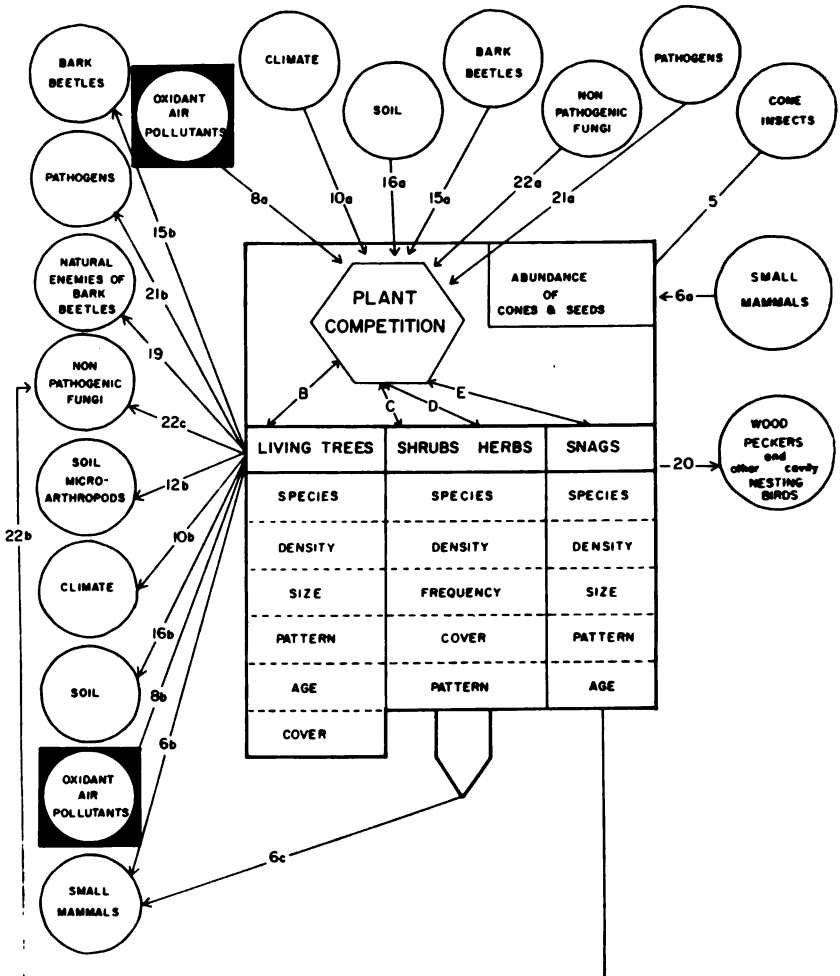 BARK
BEETLES
OXIDANT
AIR
POLLUTANTS
CLIMATE
SOIL
BARK
BEETLES
NON
PATHOGENIC
FUNGI
PATHOGENS
CONE
INSECTS
PATHOGENS
8a
10a
16a
15a
22a
21a
5
15b
NATURAL
ENEMIES OF
BARK
BEETLES
21b
19
PLANT
COMPETITION
ABUNDANCE
OF
CONES & SEEDS
6a
SMALL
MAMMALS
NON
PATHOGENIC
FUNGI
22c
B
C
D
E
LIVING TREES
SHRUBS HERBS
SNAGS
20
WOOD
PECKERS
and
other cavity
NESTING
BIRDS
SOIL
MICRO-
ARTHROPODS
12b
22b
10b
CLIMATE
16b
SOIL
8b
6b
OXIDANT
AIR
POLLUTANTS
SMALL
MAMMALS
6c
SPECIES
SPECIES
SPECIES
DENSITY
DENSITY
DENSITY
SIZE
FREQUENCY
SIZE
PATTERN
COVER
PATTERN
AGE
PATTERN
AGE
COVER